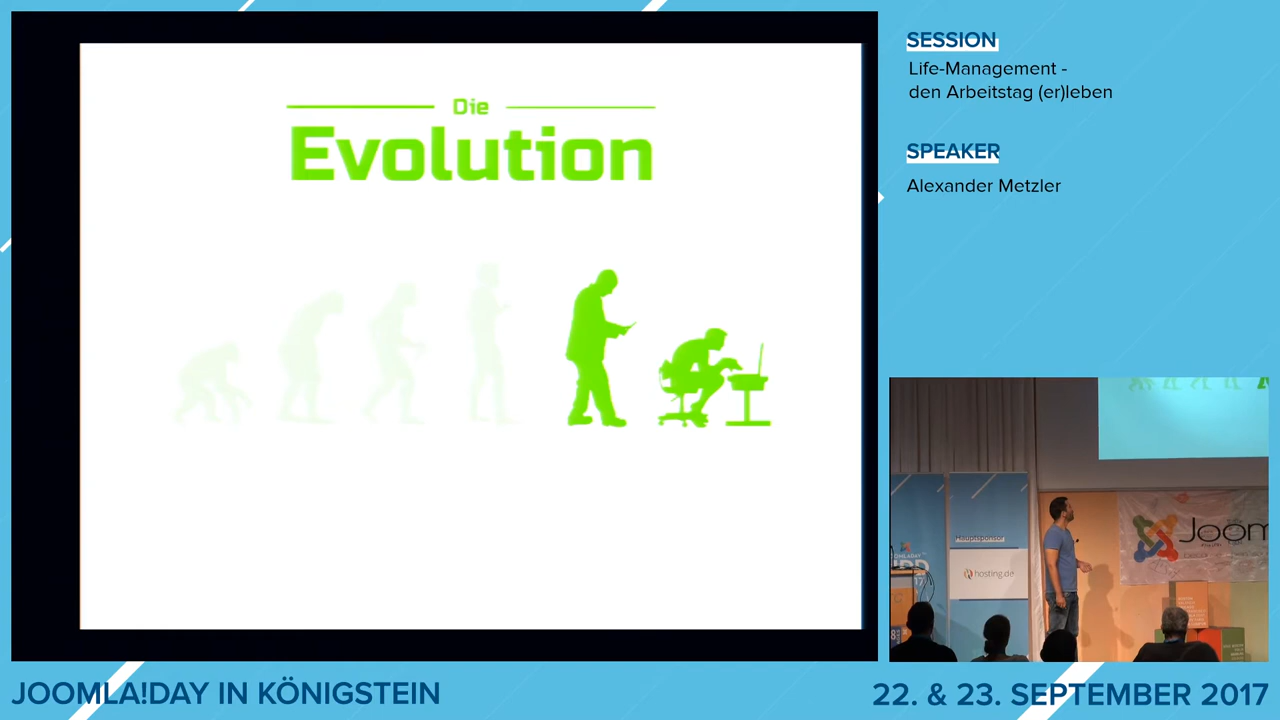 Die
Evolution
SESSION
Life-Management -
den Arbeitstag (er)leben
SPEAKER
Alexander Metzler
Hauptsponsor
hosting.de
Joom
JOOMLA!DAY IN KÖNIGSTEIN
22. & 23. SEPTEMBER 2017